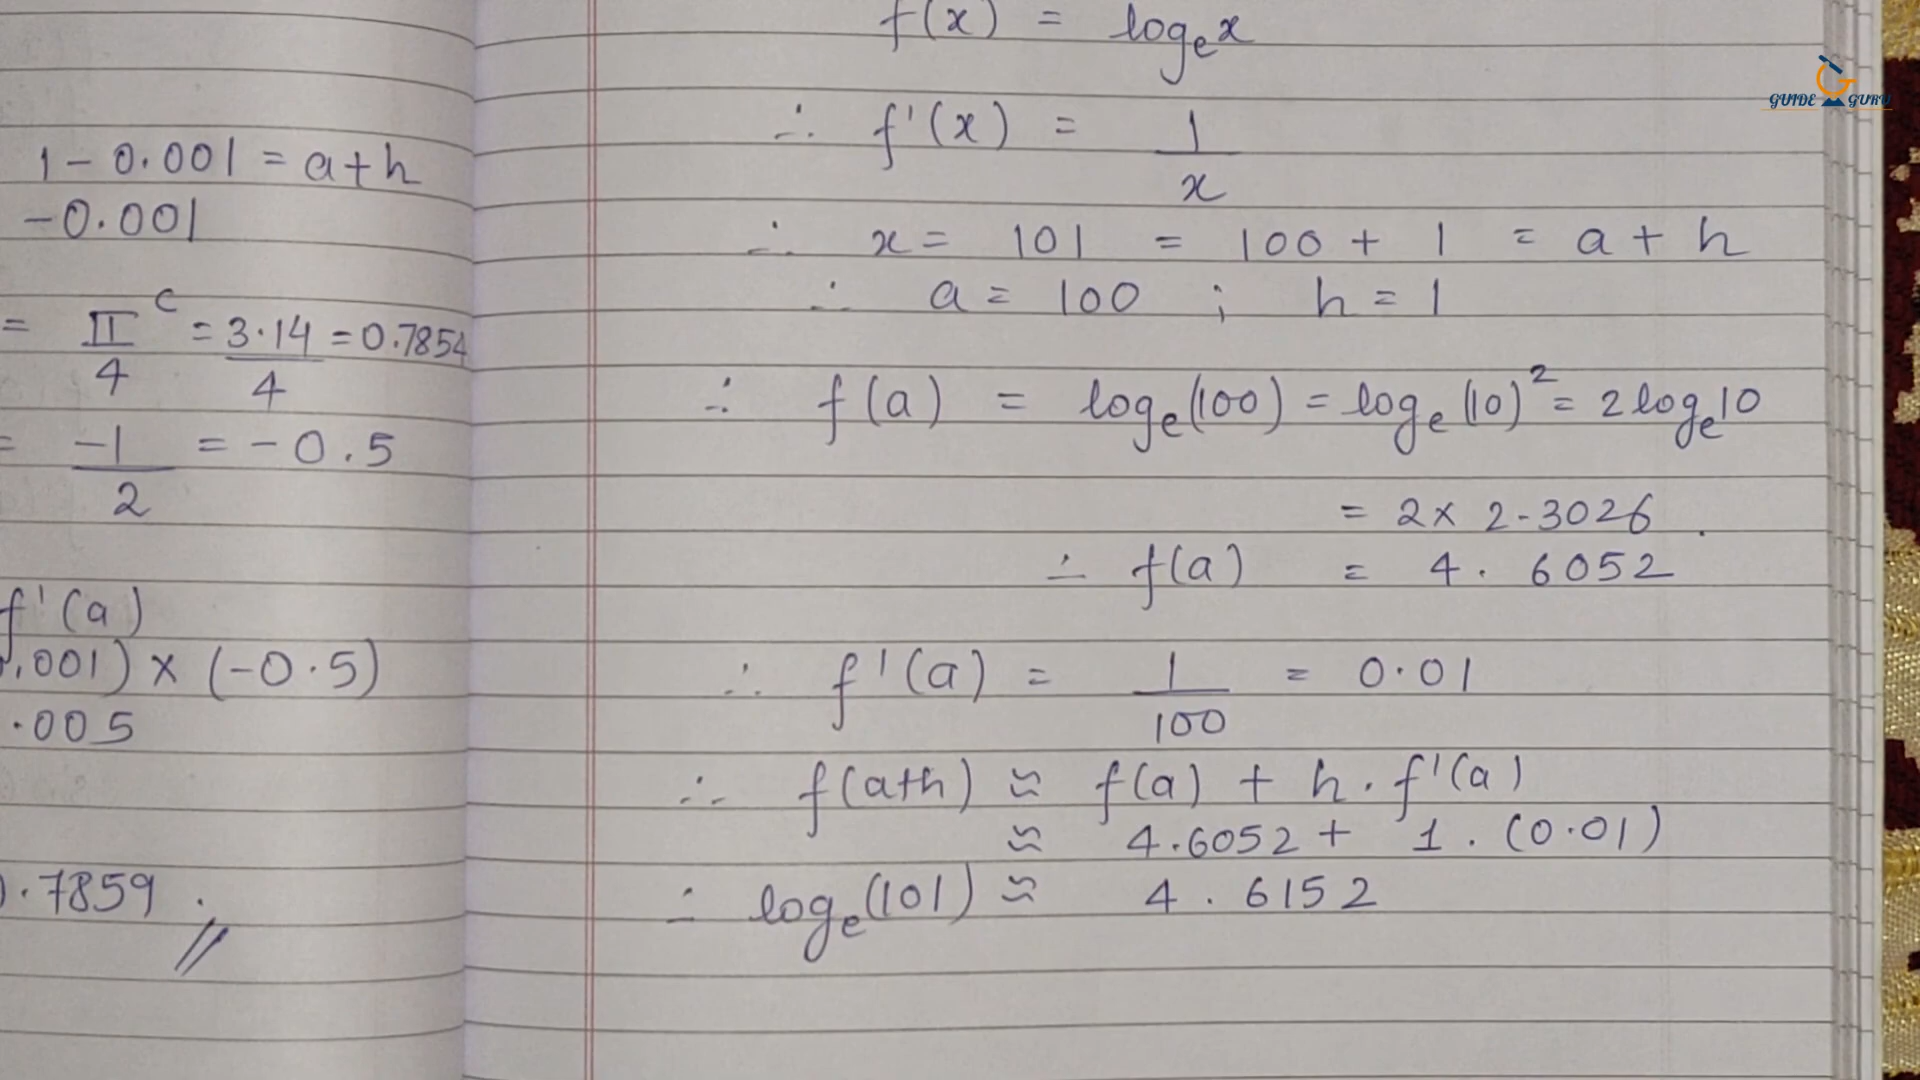 1 - 0.001 = a+h
-0.001
= π/4 ᶜ = 3.14/4 = 0.7854
= -1/2 = -0.5
f'(a)
.001) × (-0.5)
.005
.7859
f(x) = logₑx
∴ f'(x) = 1/x
∴ x = 101 = 100 + 1 = a + h
∴ a = 100 ; h = 1
∴ f(a) = logₑ(100) = logₑ(10)² = 2logₑ10
= 2× 2.3026
∴ f(a) = 4.6052
∴ f'(a) = 1/100 = 0.01
∴ f(a+h) ≈ f(a) + h.f'(a)
≈ 4.6052 + 1.(0.01)
∴ logₑ(101) ≈ 4.6152
GUIDE GURU